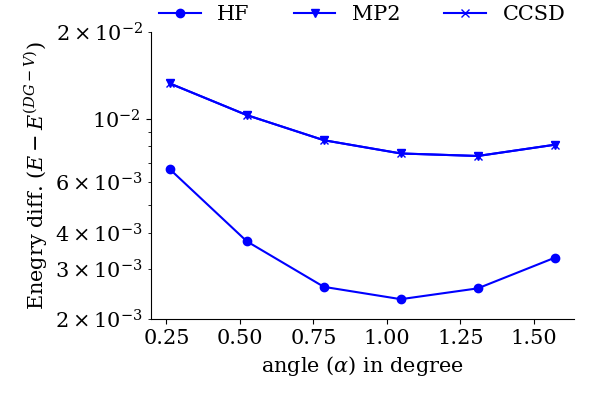 HF MP2 CCSD
2 × 10⁻²
10⁻²
6 × 10⁻³
4 × 10⁻³
3 × 10⁻³
2 × 10⁻³
Enegry diff. (E − E^(DG−V))
0.25 0.50 0.75 1.00 1.25 1.50
angle (α) in degree